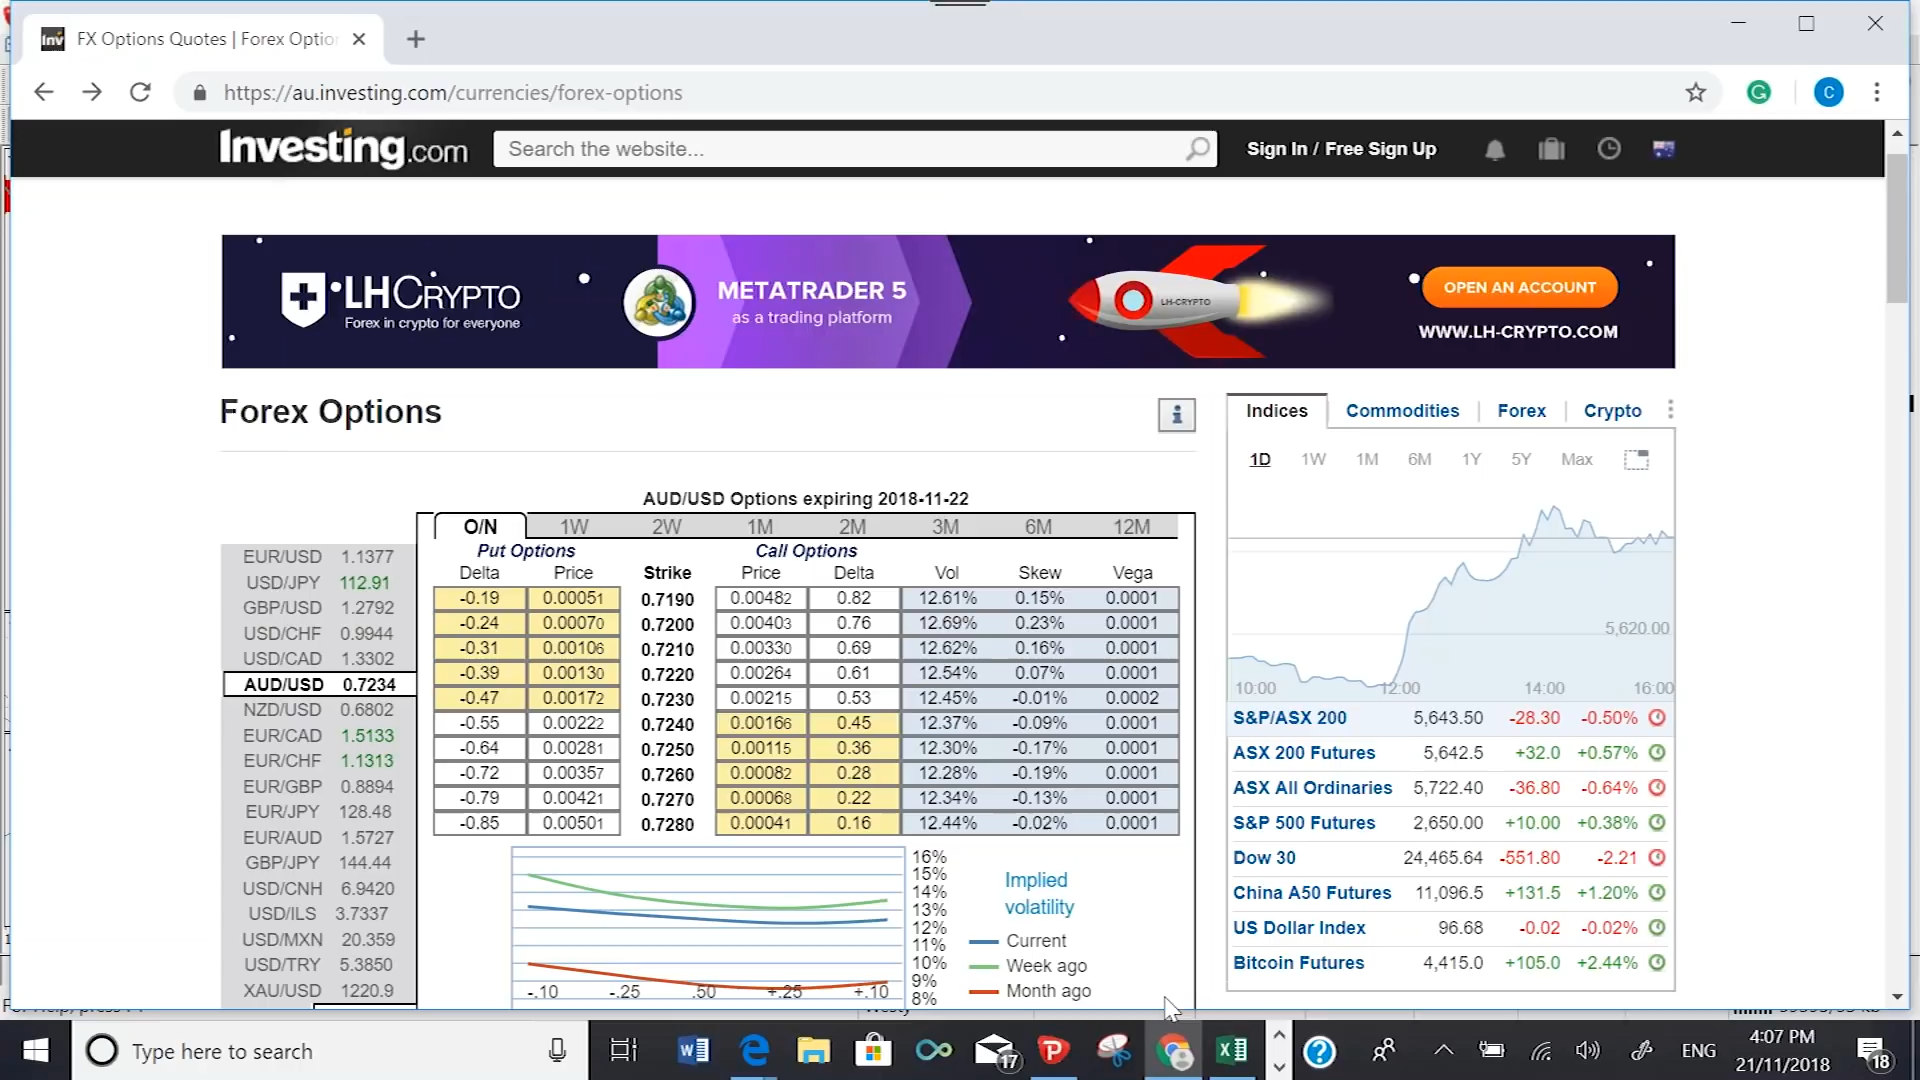 Inv FX Options Quotes | Forex Optio
https://au.investing.com/currencies/forex-options
Investing.com Search the website... Sign In / Free Sign Up
LHCRYPTO
Forex in crypto for everyone
METATRADER 5
as a trading platform
LH-CRYPTO
OPEN AN ACCOUNT
WWW.LH-CRYPTO.COM
Forex Options
AUD/USD Options expiring 2018-11-22
O/N 1W 2W 1M 2M 3M 6M 12M
Put Options Call Options
Delta Price Strike Price Delta Vol Skew Vega
-0.19 0.00051 0.7190 0.00482 0.82 12.61% 0.15% 0.0001
-0.24 0.00070 0.7200 0.00403 0.76 12.69% 0.23% 0.0001
-0.31 0.00106 0.7210 0.00330 0.69 12.62% 0.16% 0.0001
-0.39 0.00130 0.7220 0.00264 0.61 12.54% 0.07% 0.0001
-0.47 0.00172 0.7230 0.00215 0.53 12.45% -0.01% 0.0002
-0.55 0.00222 0.7240 0.00166 0.45 12.37% -0.09% 0.0001
-0.64 0.00281 0.7250 0.00115 0.36 12.30% -0.17% 0.0001
-0.72 0.00357 0.7260 0.00082 0.28 12.28% -0.19% 0.0001
-0.79 0.00421 0.7270 0.00068 0.22 12.34% -0.13% 0.0001
-0.85 0.00501 0.7280 0.00041 0.16 12.44% -0.02% 0.0001
EUR/USD 1.1377
USD/JPY 112.91
GBP/USD 1.2792
USD/CHF 0.9944
USD/CAD 1.3302
AUD/USD 0.7234
NZD/USD 0.6802
EUR/CAD 1.5133
EUR/CHF 1.1313
EUR/GBP 0.8894
EUR/JPY 128.48
EUR/AUD 1.5727
GBP/JPY 144.44
USD/CNH 6.9420
USD/ILS 3.7337
USD/MXN 20.359
USD/TRY 5.3850
XAU/USD 1220.9
16%
15%
14%
13%
12%
11%
10%
9%
8%
-.10 -.25 .50 +.25 +.10
Implied
volatility
Current
Week ago
Month ago
Indices Commodities Forex Crypto
1D 1W 1M 6M 1Y 5Y Max
5,620.00
10:00 12:00 14:00 16:00
S&P/ASX 200 5,643.50 -28.30 -0.50%
ASX 200 Futures 5,642.5 +32.0 +0.57%
ASX All Ordinaries 5,722.40 -36.80 -0.64%
S&P 500 Futures 2,650.00 +10.00 +0.38%
Dow 30 24,465.64 -551.80 -2.21
China A50 Futures 11,096.5 +131.5 +1.20%
US Dollar Index 96.68 -0.02 -0.02%
Bitcoin Futures 4,415.0 +105.0 +2.44%
Type here to search
17
ENG
4:07 PM
21/11/2018
18